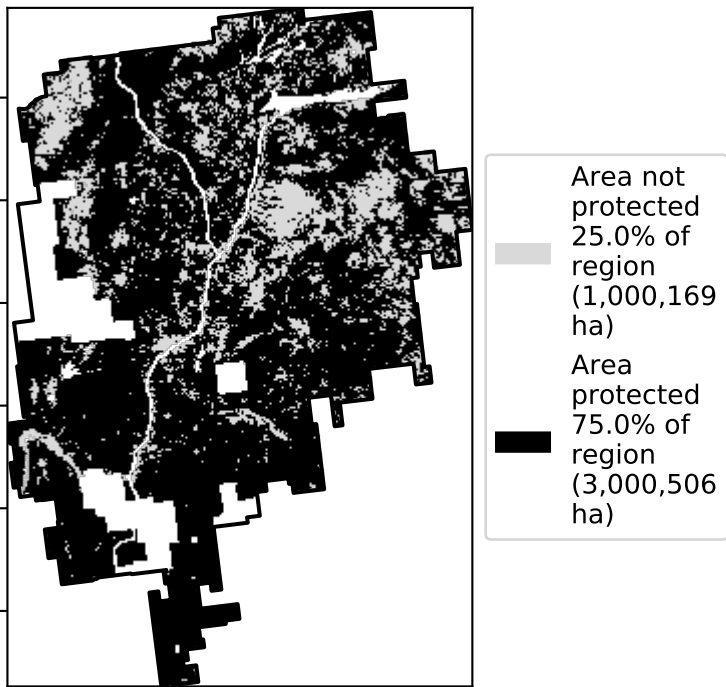 Area not
protected
25.0% of
region
(1,000,169
ha)
Area
protected
75.0% of
region
(3,000,506
ha)